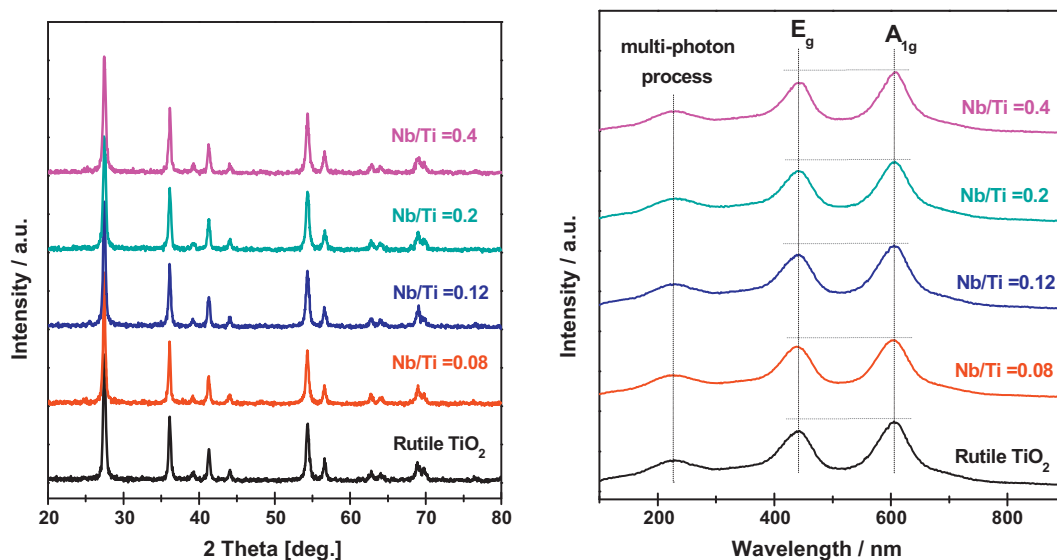 Nb/Ti =0.4
Nb/Ti =0.2
Nb/Ti =0.12
Nb/Ti =0.08
Rutile TiO2
Intensity / a.u.
20 30 40 50 60 70 80
2 Theta [deg.]
multi-photon
process
Eg
A1g
Nb/Ti =0.4
Nb/Ti =0.2
Nb/Ti =0.12
Nb/Ti =0.08
Rutile TiO2
Intensity / a.u.
200 400 600 800
Wavelength / nm